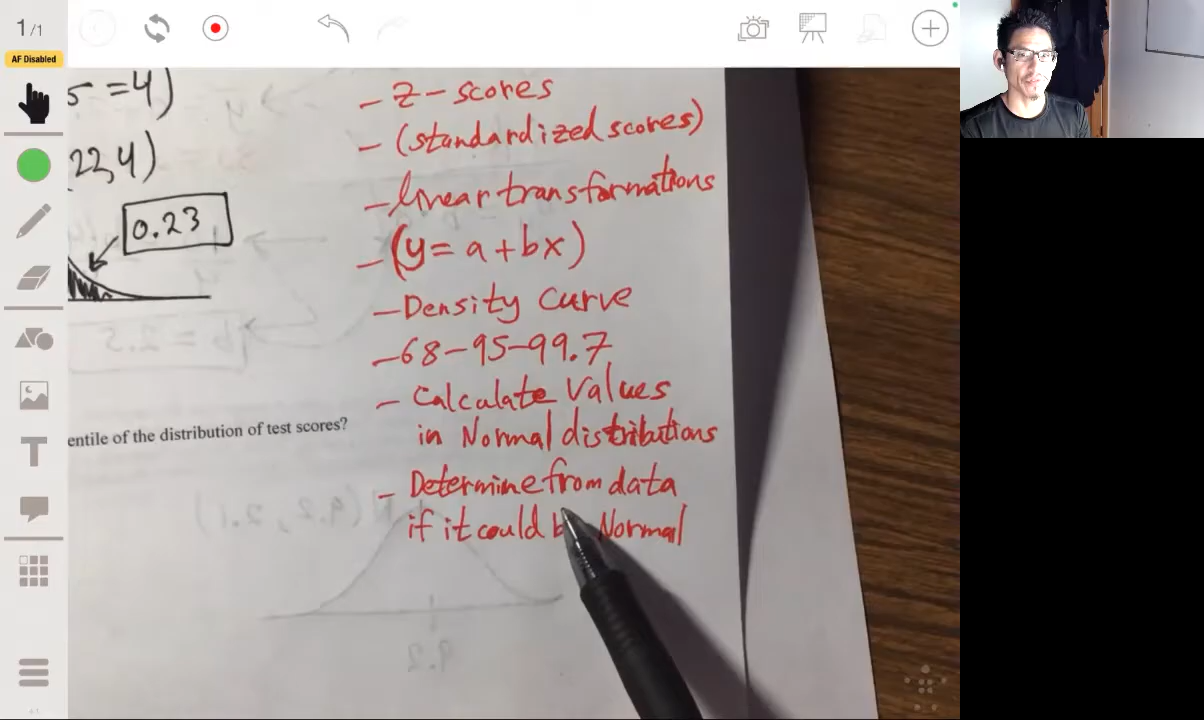 1/1
AF Disabled
5 = 4)
22,4)
0.23
entile of the distribution of test scores?
- z-scores
- (standardized scores)
- linear transformations
- (y = a + bx)
- Density Curve
- 68-95-99.7
- Calculate Values
in Normal distributions
- Determine from data
if it could be Normal
T